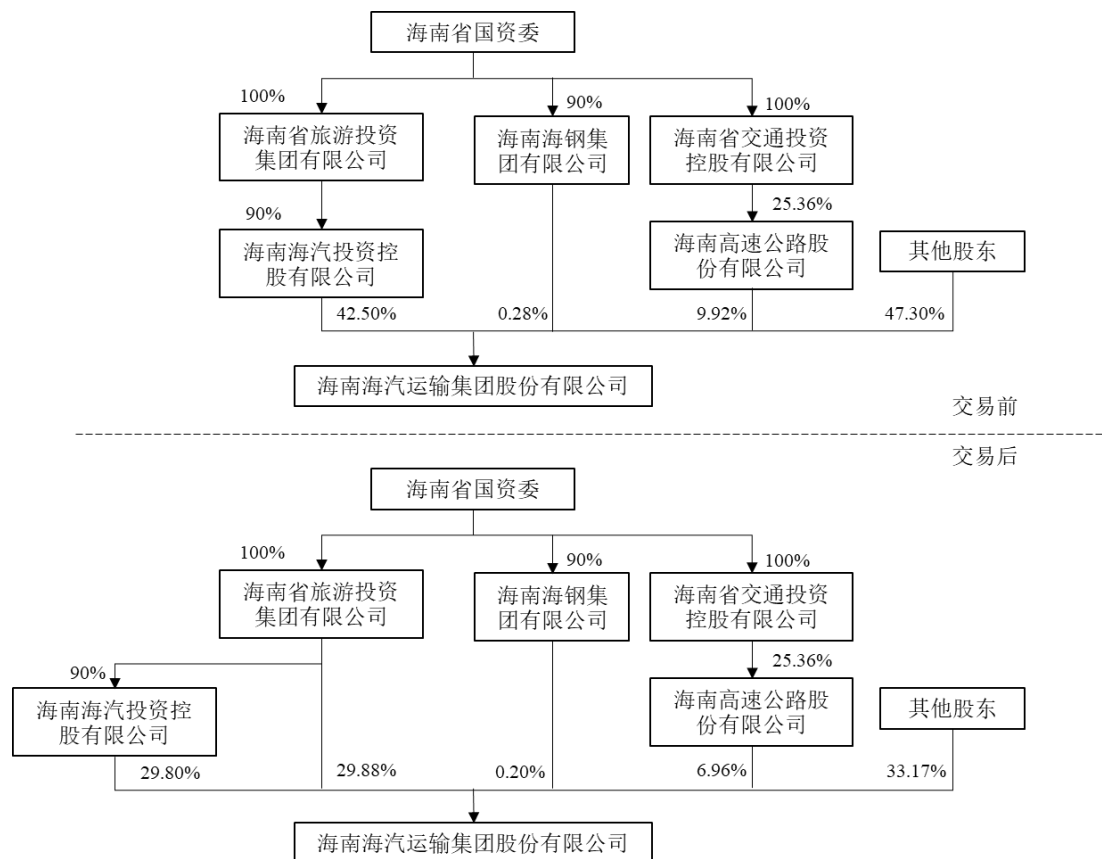 海南省国资委
100%
90%
100%
海南省旅游投资
集团有限公司
海南海钢集
团有限公司
海南省交通投资
控股有限公司
90%
25.36%
海南海汽投资控
股有限公司
海南高速公路股
份有限公司
其他股东
42.50%
0.28%
9.92%
47.30%
海南海汽运输集团股份有限公司
交易前
交易后
海南省国资委
100%
90%
100%
海南省旅游投资
集团有限公司
海南海钢集
团有限公司
海南省交通投资
控股有限公司
90%
25.36%
海南海汽投资控
股有限公司
海南高速公路股
份有限公司
其他股东
29.80%
29.88%
0.20%
6.96%
33.17%
海南海汽运输集团股份有限公司